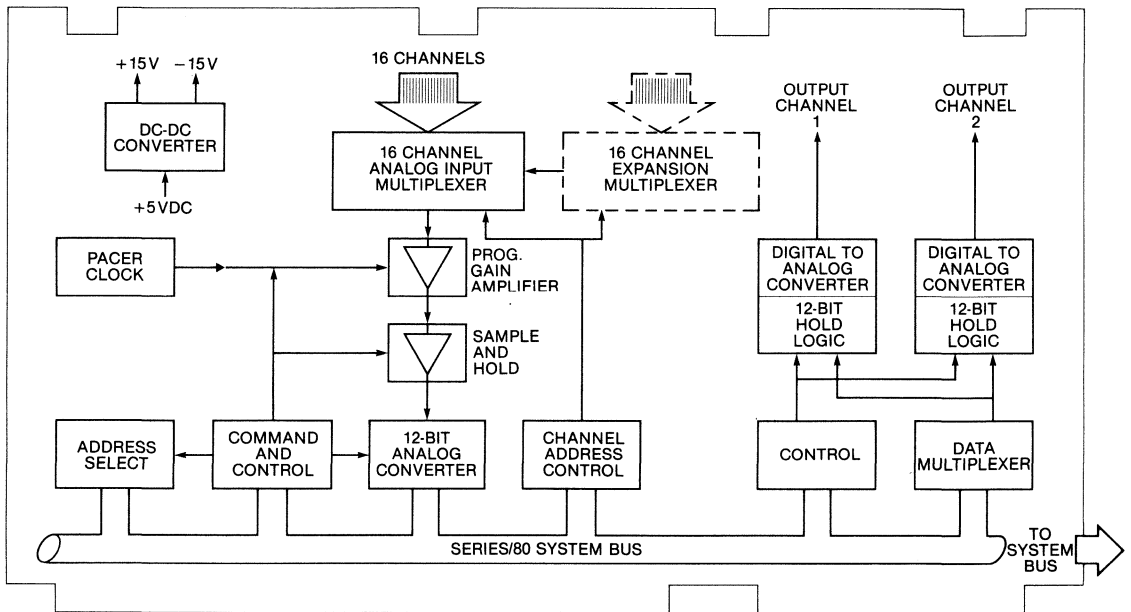 +15V −15V
DC-DC
CONVERTER
+5VDC
16 CHANNELS
16 CHANNEL
ANALOG INPUT
MULTIPLEXER
16 CHANNEL
EXPANSION
MULTIPLEXER
OUTPUT
CHANNEL
1
OUTPUT
CHANNEL
2
PACER
CLOCK
PROG.
GAIN
AMPLIFIER
SAMPLE
AND
HOLD
DIGITAL TO
ANALOG
CONVERTER
12-BIT
HOLD
LOGIC
DIGITAL TO
ANALOG
CONVERTER
12-BIT
HOLD
LOGIC
ADDRESS
SELECT
COMMAND
AND
CONTROL
12-BIT
ANALOG
CONVERTER
CHANNEL
ADDRESS
CONTROL
CONTROL
DATA
MULTIPLEXER
SERIES/80 SYSTEM BUS
TO
SYSTEM
BUS